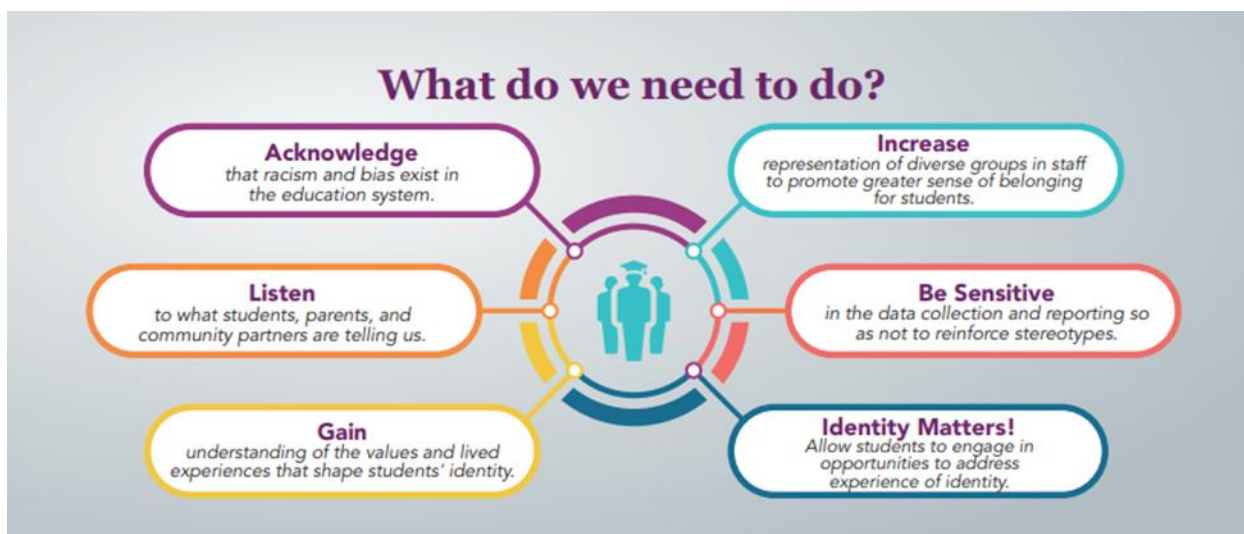 What do we need to do?
Acknowledge
that racism and bias exist in
the education system.
Increase
representation of diverse groups in staff
to promote greater sense of belonging
for students.
Listen
to what students, parents, and
community partners are telling us.
Be Sensitive
in the data collection and reporting so
as not to reinforce stereotypes.
Gain
understanding of the values and lived
experiences that shape students' identity.
Identity Matters!
Allow students to engage in
opportunities to address
experience of identity.